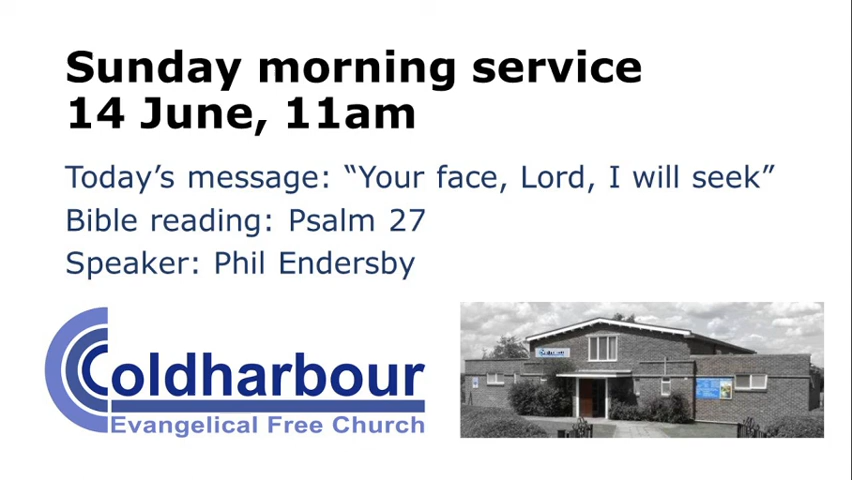 Sunday morning service
14 June, 11am
Today’s message: “Your face, Lord, I will seek”
Bible reading: Psalm 27
Speaker: Phil Endersby
Coldharbour
Evangelical Free Church